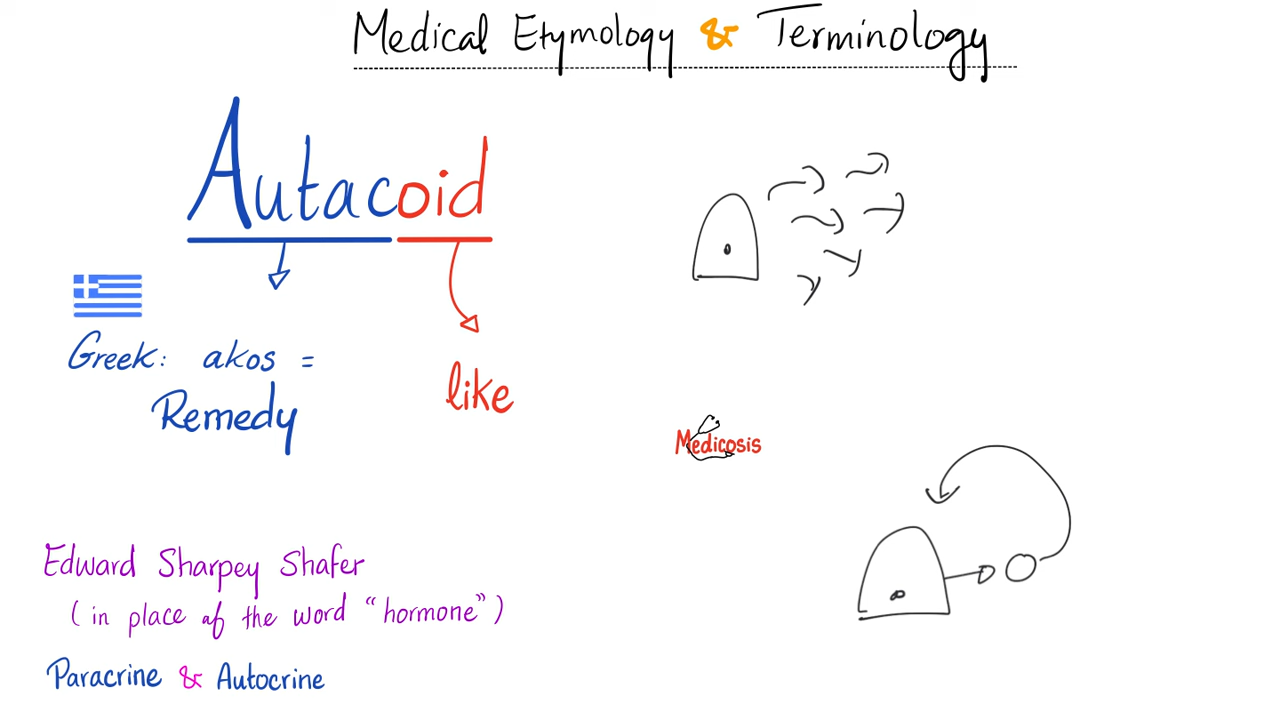 Medical Etymology & Terminology
Autacoid
Greek: akos =
Remedy
like
Medicosis
Edward Sharpey Shafer
(in place of the word "hormone")
Paracrine & Autocrine